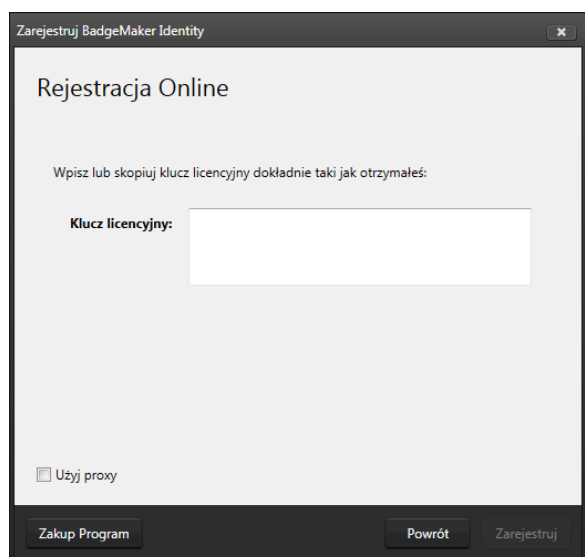 Zarejestruj BadgeMaker Identity
Rejestracja Online
Wpisz lub skopiuj klucz licencyjny dokładnie taki jak otrzymałeś:
Klucz licencyjny:
Użyj proxy
Zakup Program Powrót Zarejestruj